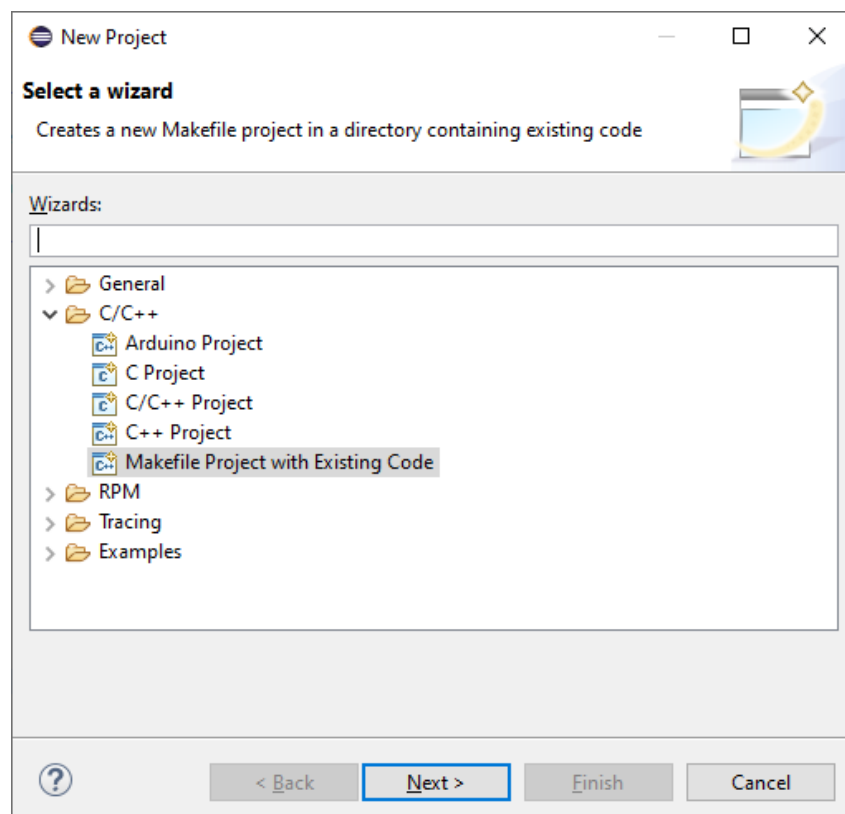 New Project
Select a wizard
Creates a new Makefile project in a directory containing existing code
Wizards:
General
C/C++
Arduino Project
C Project
C/C++ Project
C++ Project
Makefile Project with Existing Code
RPM
Tracing
Examples
?
< Back
Next >
Finish
Cancel